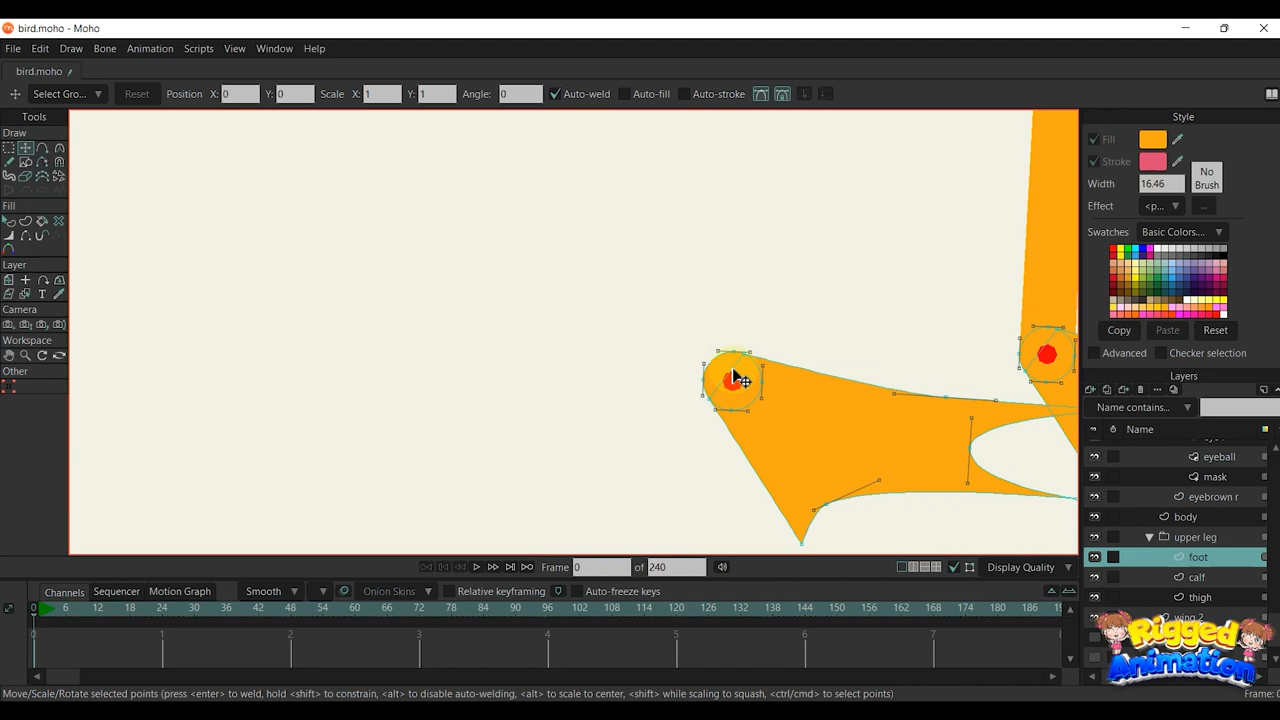 bird.moho - Moho
File Edit Draw Bone Animation Scripts View Window Help
bird.moho
Select Gro... Reset Position X: 0 Y: 0 Scale X: 1 Y: 1 Angle: 0 Auto-weld Auto-fill Auto-stroke
Tools
Draw
Fill
Layer
Camera
Workspace
Other
Style
Fill
Stroke
No Brush
Width 16.46
Effect <p... ...
Swatches Basic Colors....
Copy Paste Reset
Advanced Checker selection
Layers
Name contains...
Name
eyeball
mask
eyebrown r
body
upper leg
foot
calf
thigh
wing 2
Frame 0 of 240 Display Quality
Channels Sequencer Motion Graph Smooth Onion Skins Relative keyframing Auto-freeze keys
0 6 12 18 24 30 36 42 48 54 60 66 72 78 84 90 96 102 108 114 120 126 132 138 144 150 156 162 168 174 180 186
0 1 2 3 4 5 6 7 8
Rigged Animation
Move/Scale/Rotate selected points (press <enter> to weld, hold <shift> to constrain, <alt> to disable auto-welding, <alt> to scale to center, <shift> while scaling to squash, <ctrl/cmd> to select points)
Frame: 0